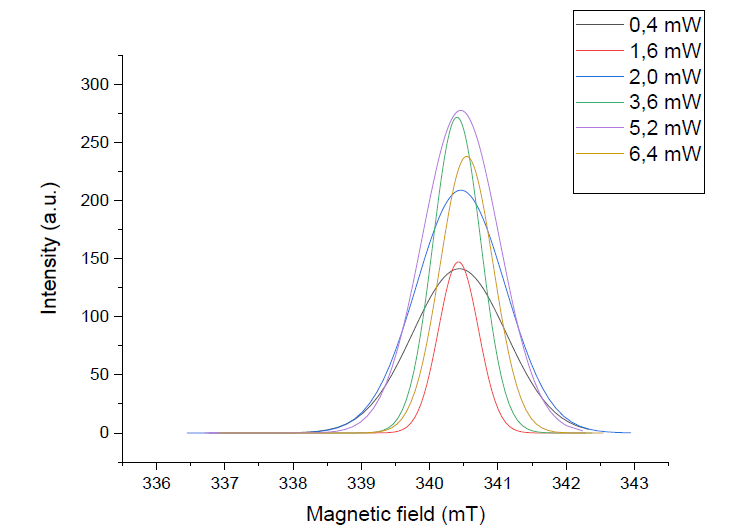 0,4 mW
1,6 mW
2,0 mW
3,6 mW
5,2 mW
6,4 mW
300
250
200
150
100
50
0
Intensity (a.u.)
336 337 338 339 340 341 342 343
Magnetic field (mT)